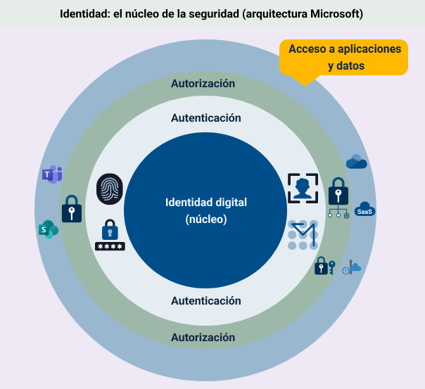 Identidad: el núcleo de la seguridad (arquitectura Microsoft)
Acceso a aplicaciones
y datos
Autorización
Autenticación
Identidad digital
(núcleo)
T
S
SaaS
****
Autenticación
Autorización